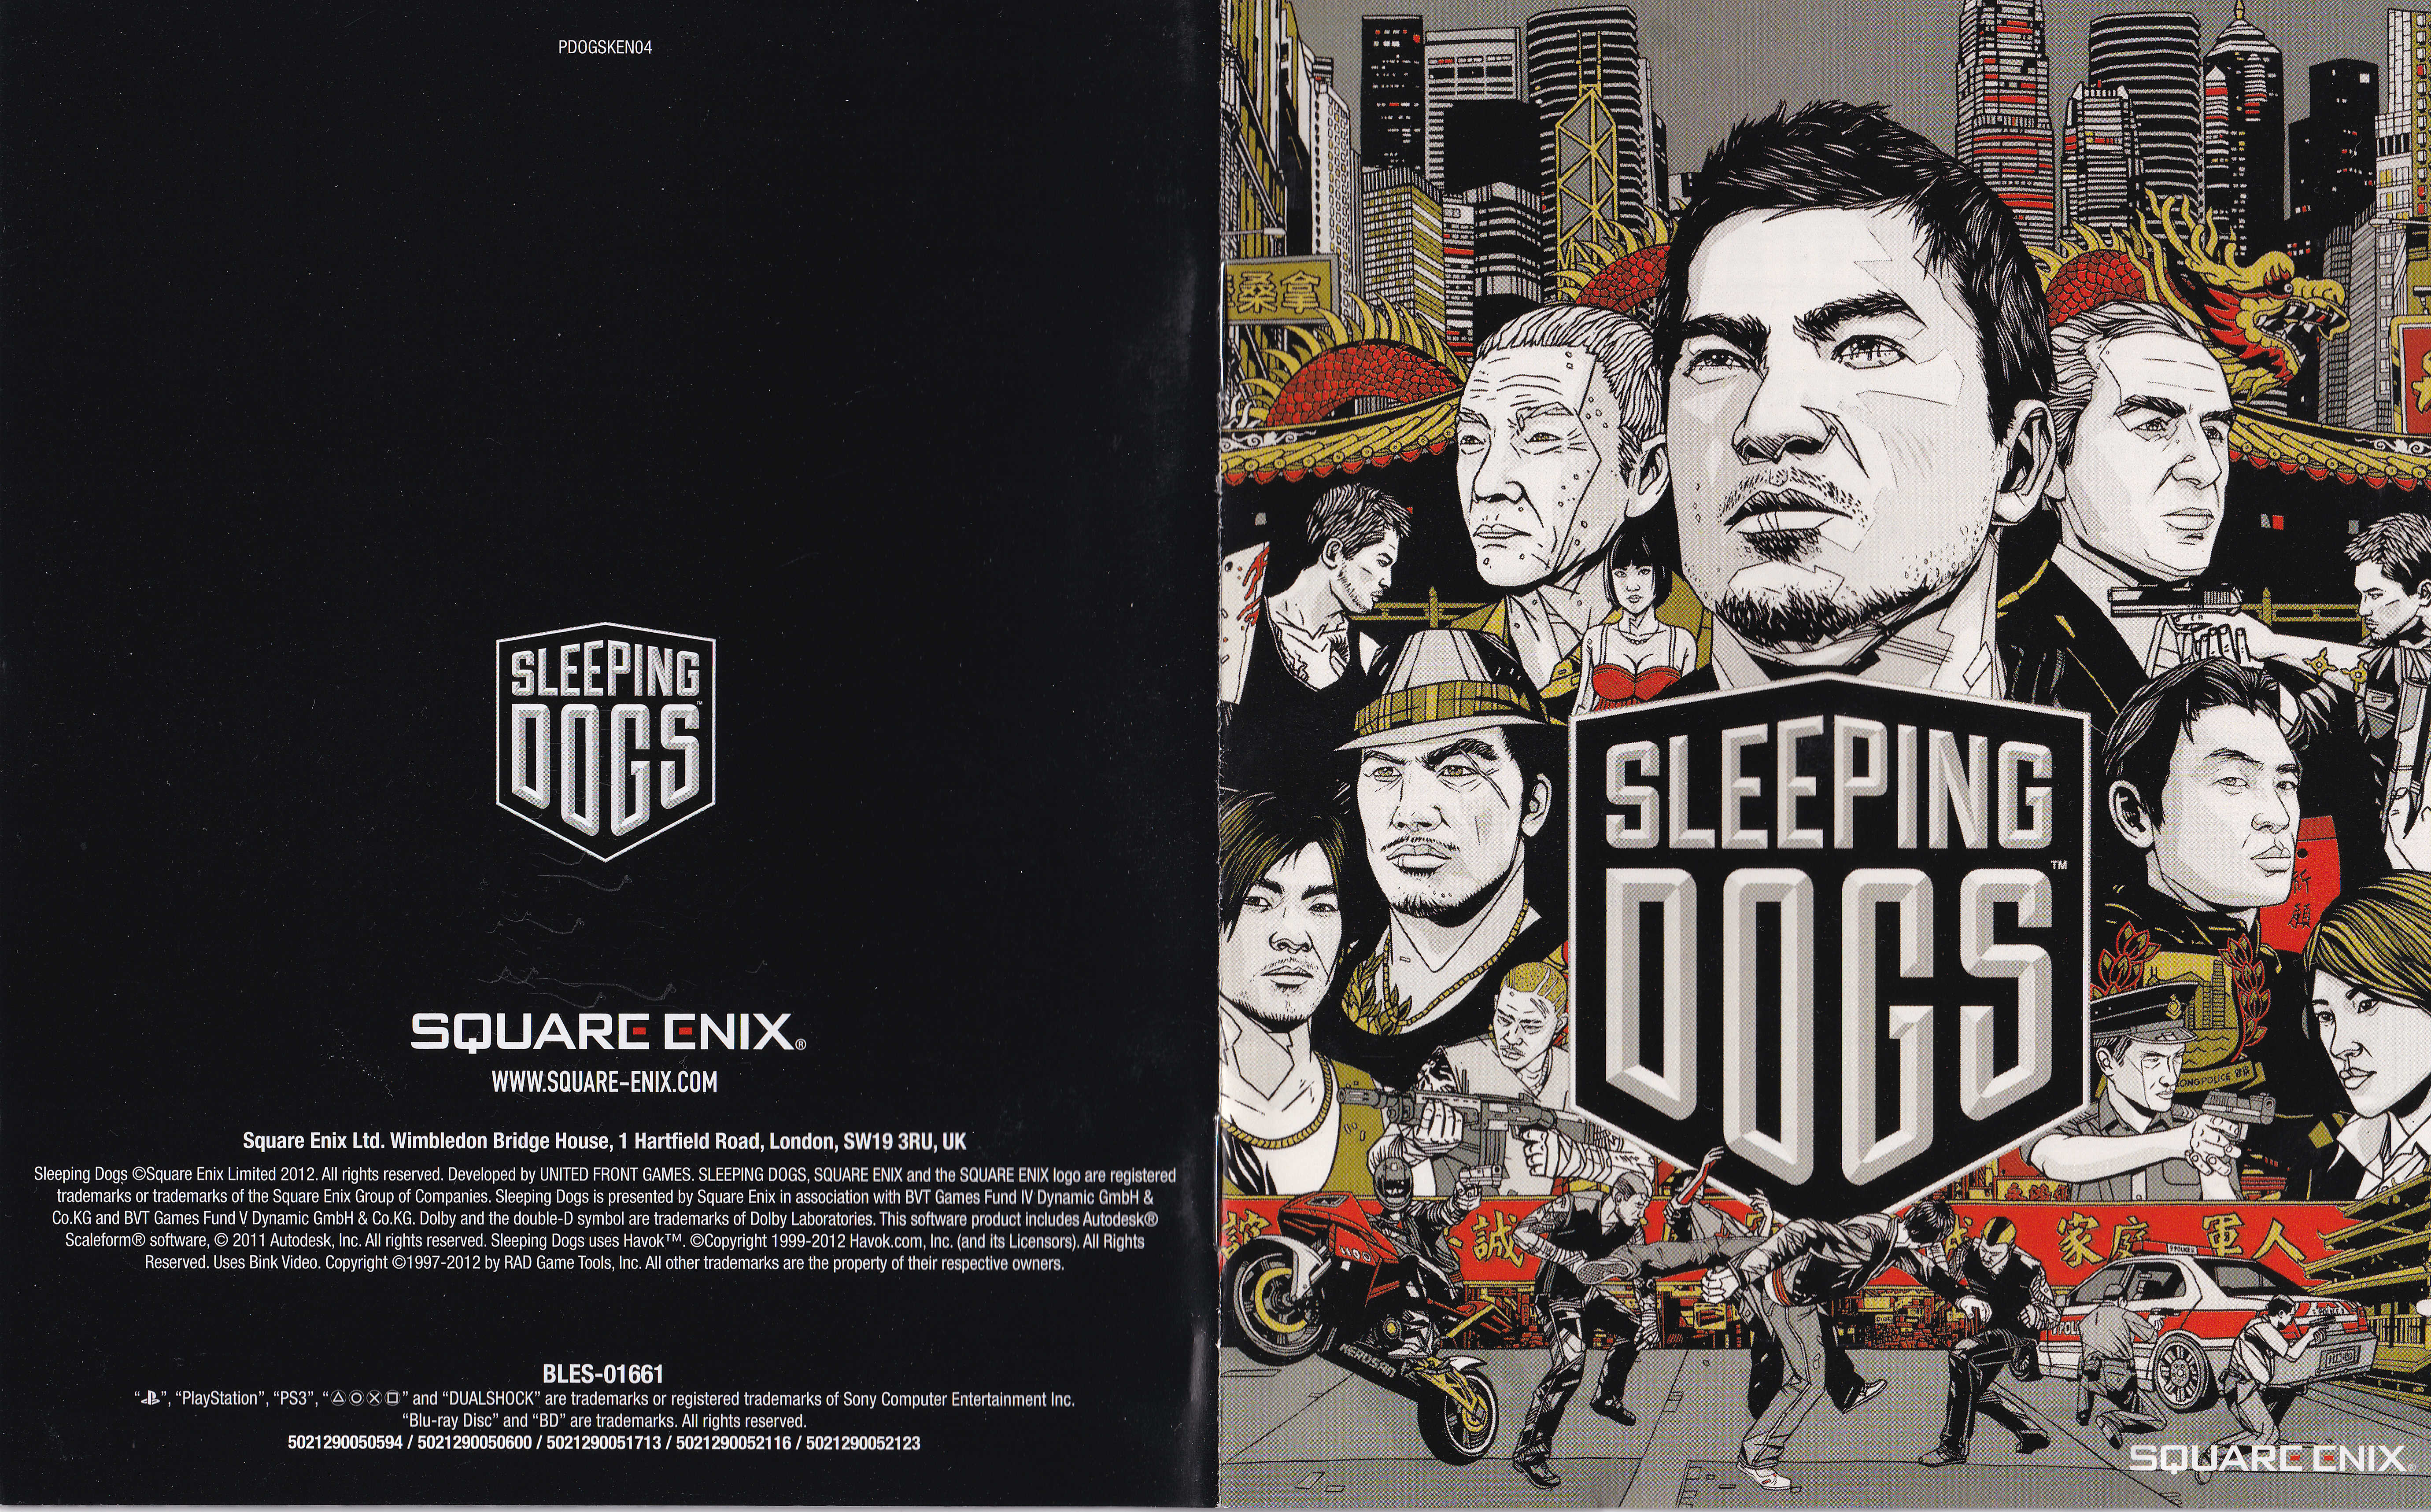 PDOGSKEN04
SLEEPING
DOGS™
SQUARE ENIX®
WWW.SQUARE-ENIX.COM
Square Enix Ltd. Wimbledon Bridge House, 1 Hartfield Road, London, SW19 3RU, UK
Sleeping Dogs ©Square Enix Limited 2012. All rights reserved. Developed by UNITED FRONT GAMES. SLEEPING DOGS, SQUARE ENIX and the SQUARE ENIX logo are registered
trademarks or trademarks of the Square Enix Group of Companies. Sleeping Dogs is presented by Square Enix in association with BVT Games Fund IV Dynamic GmbH &
Co.KG and BVT Games Fund V Dynamic GmbH & Co.KG. Dolby and the double-D symbol are trademarks of Dolby Laboratories. This software product includes Autodesk®
Scaleform® software, © 2011 Autodesk, Inc. All rights reserved. Sleeping Dogs uses Havok™. ©Copyright 1999-2012 Havok.com, Inc. (and its Licensors). All Rights
Reserved. Uses Bink Video. Copyright ©1997-2012 by RAD Game Tools, Inc. All other trademarks are the property of their respective owners.
BLES-01661
“”, “PlayStation”, “PS3”, “△○✕□” and “DUALSHOCK” are trademarks or registered trademarks of Sony Computer Entertainment Inc.
“Blu-ray Disc” and “BD” are trademarks. All rights reserved.
5021290050594 / 5021290050600 / 5021290051713 / 5021290052116 / 5021290052123
桑拿
SLEEPING
DOGS™
ONG POLICE
誠
家庭 軍人
POLICE
KEROSAN
SQUARE ENIX®